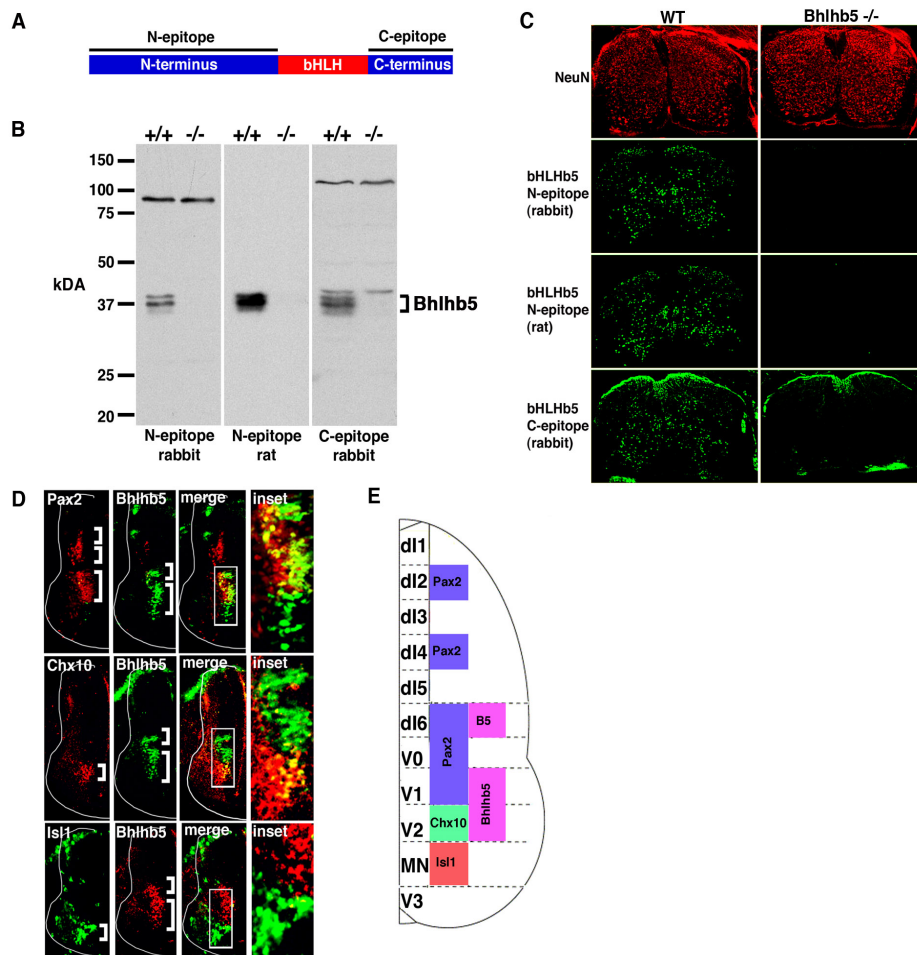 A
N-epitope
C-epitope
N-terminus
bHLH
C-terminus
B
+/+ -/- +/+ -/- +/+ -/-
150
100
75
50
kDA
37
Bhlhb5
25
20
N-epitope
rabbit
N-epitope
rat
C-epitope
rabbit
C
WT
Bhlhb5 -/-
NeuN
bHLHb5
N-epitope
(rabbit)
bHLHb5
N-epitope
(rat)
bHLHb5
C-epitope
(rabbit)
D
Pax2 Bhlhb5 merge inset
Chx10 Bhlhb5 merge inset
Isl1 Bhlhb5 merge inset
E
dI1
dI2 Pax2
dI3
dI4 Pax2
dI5
dI6 B5
Pax2
V0
V1
Bhlhb5
V2 Chx10
MN Isl1
V3